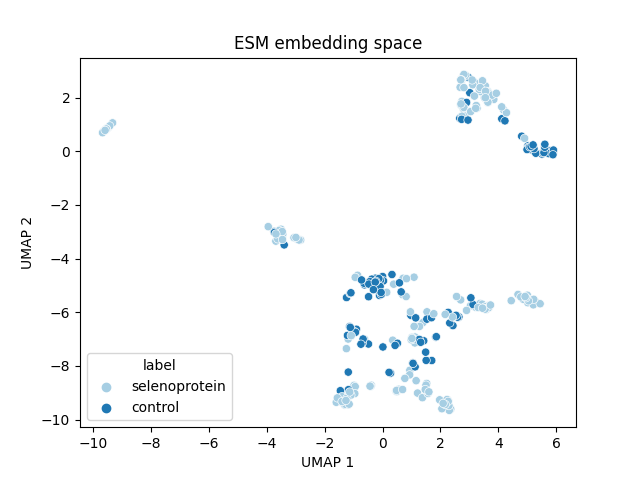 ESM embedding space
UMAP 2
2
0
−2
−4
−6
−8
−10
label
selenoprotein
control
−10 −8 −6 −4 −2 0 2 4 6
UMAP 1